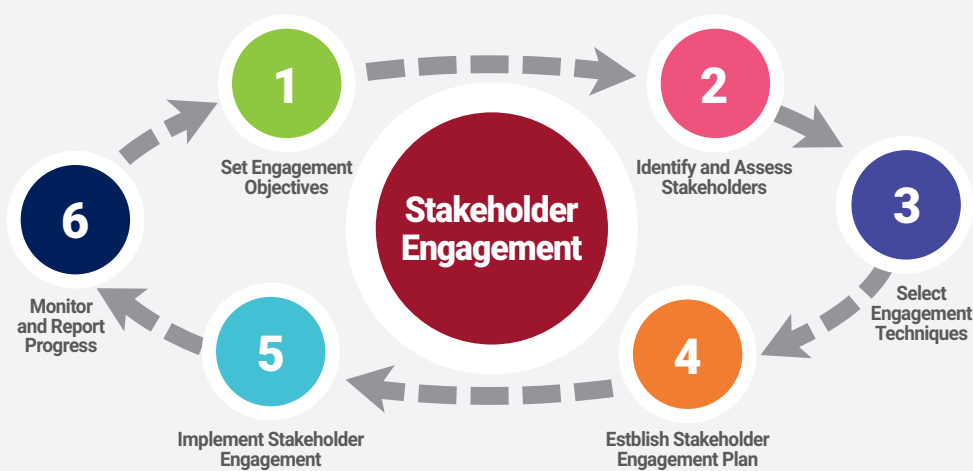 1
Set Engagement
Objectives
2
Identify and Assess
Stakeholders
3
Select
Engagement
Techniques
Stakeholder
Engagement
4
Estblish Stakeholder
Engagement Plan
5
Implement Stakeholder
Engagement
6
Monitor
and Report
Progress